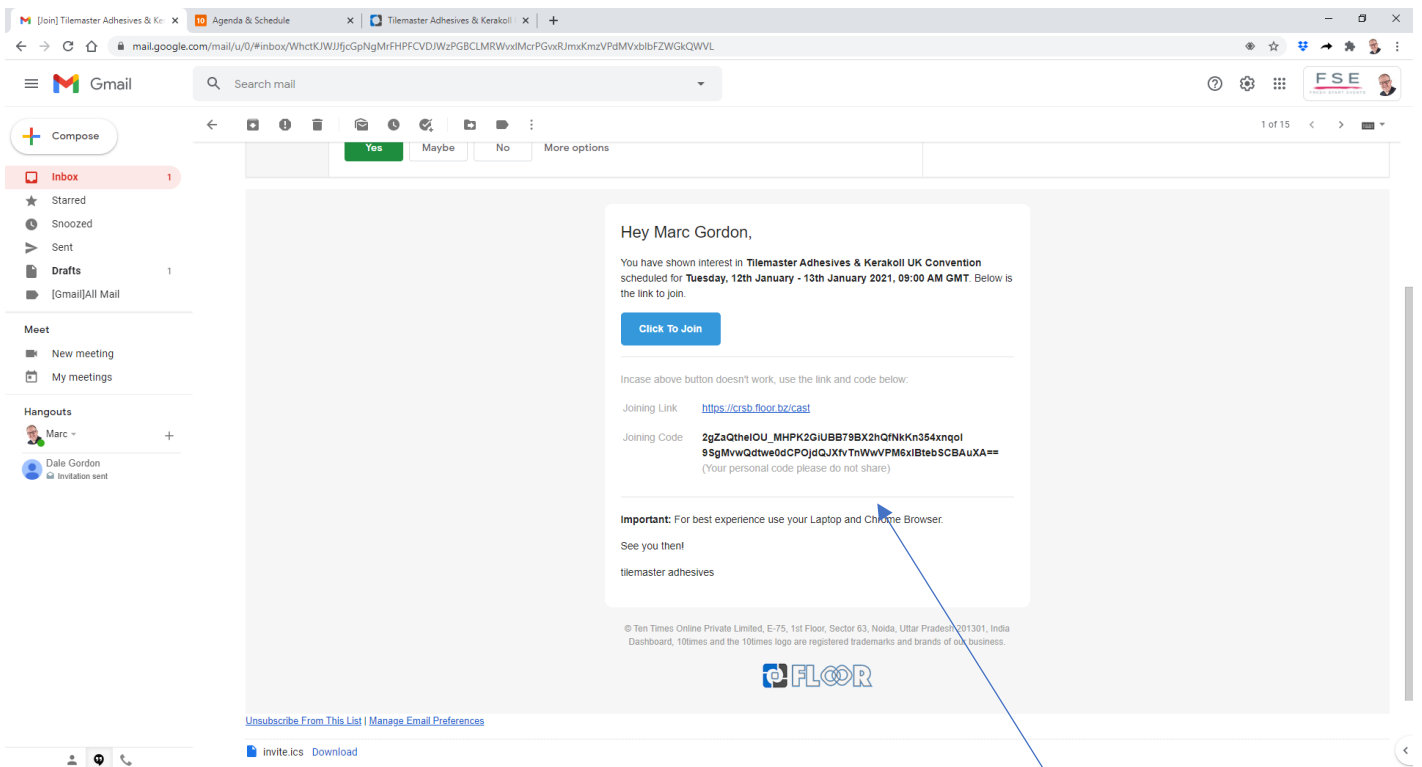 [Join] Tilemaster Adhesives & Ke
Agenda & Schedule
Tilemaster Adhesives & Kerakoll
mail.google.com/mail/u/0/#inbox/WhctKJWJJfjcGpNgMrFHPFCVDJWzPGBCLMRWvxlMcrPGvxRJmxKmzVPdMVxblbFZWGkQWVL
Gmail
Search mail
FSE
Compose
1 of 15
Yes Maybe No More options
Inbox 1
Starred
Snoozed
Sent
Drafts 1
[Gmail]All Mail
Meet
New meeting
My meetings
Hangouts
Marc
Dale Gordon
Invitation sent
Hey Marc Gordon,
You have shown interest in Tilemaster Adhesives & Kerakoll UK Convention
scheduled for Tuesday, 12th January - 13th January 2021, 09:00 AM GMT. Below is
the link to join.
Click To Join
Incase above button doesn't work, use the link and code below:
Joining Link https://crsb.floor.bz/cast
Joining Code 2gZaQthelOU_MHPK2GiUBB79BX2hQfNkKn354xnqol
9SgMvwQdtwe0dCPOjdQJXfvTnWwVPM6xlBtebSCBAuXA==
(Your personal code please do not share)
Important: For best experience use your Laptop and Chrome Browser.
See you then!
tilemaster adhesives
© Ten Times Online Private Limited, E-75, 1st Floor, Sector 63, Noida, Uttar Pradesh 201301, India
Dashboard, 10times and the 10times logo are registered trademarks and brands of our business.
FLOOR
Unsubscribe From This List | Manage Email Preferences
invite.ics Download